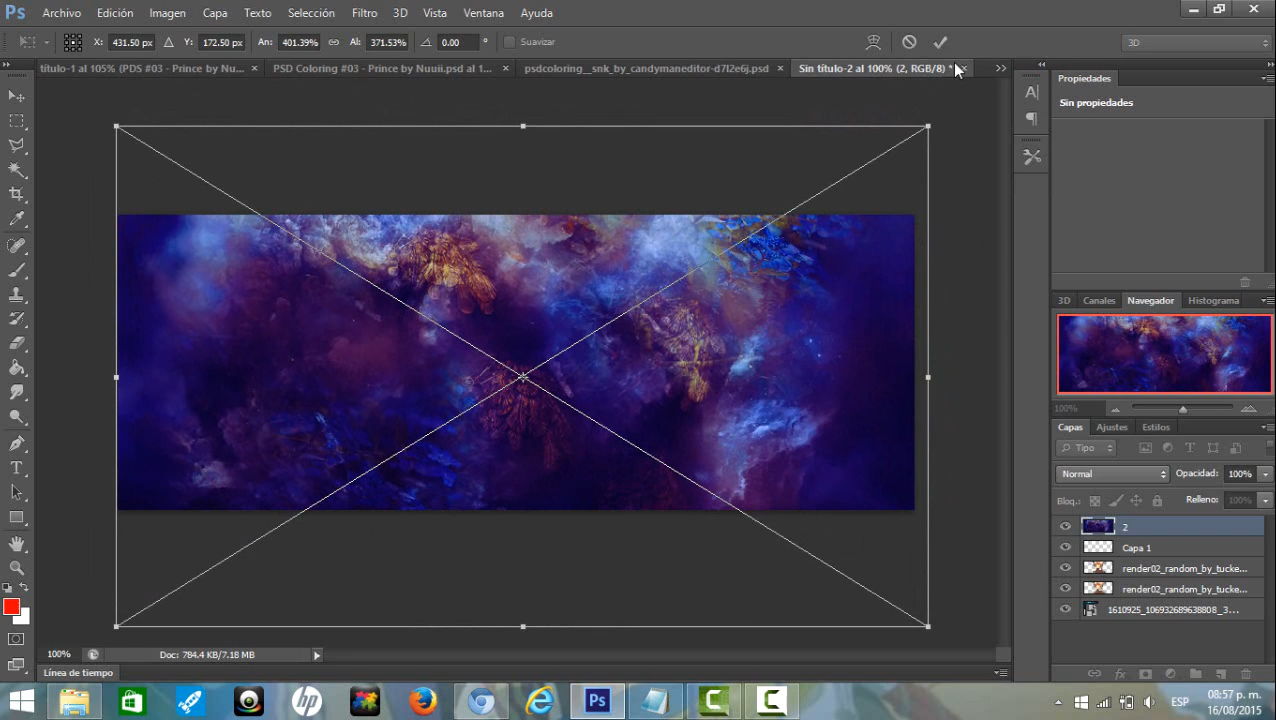 Ps Archivo Edición Imagen Capa Texto Selección Filtro 3D Vista Ventana Ayuda
X: 431.50 px Y: 172.50 px An: 401.39% Al: 371.53% 0.00 ° Suavizar 3D
título-1 al 105% (PDS #03 - Prince by Nu... × PSD Coloring #03 - Prince by Nuuii.psd al 1... × psdcoloring__snk_by_candymaneditor-d7l2e6j.psd × Sin título-2 al 100% (2, RGB/8) * ×
Propiedades
Sin propiedades
3D Canales Navegador Histograma
100%
Capas Ajustes Estilos
Tipo
Normal Opacidad: 100%
Bloq.: Relleno: 100%
2
Capa 1
render02_random_by_tucke...
render02_random_by_tucke...
1610925_106932689638808_3...
100% Doc: 784.4 KB/7.18 MB
Línea de tiempo
hp Ps ESP 08:57 p. m.
16/08/2015